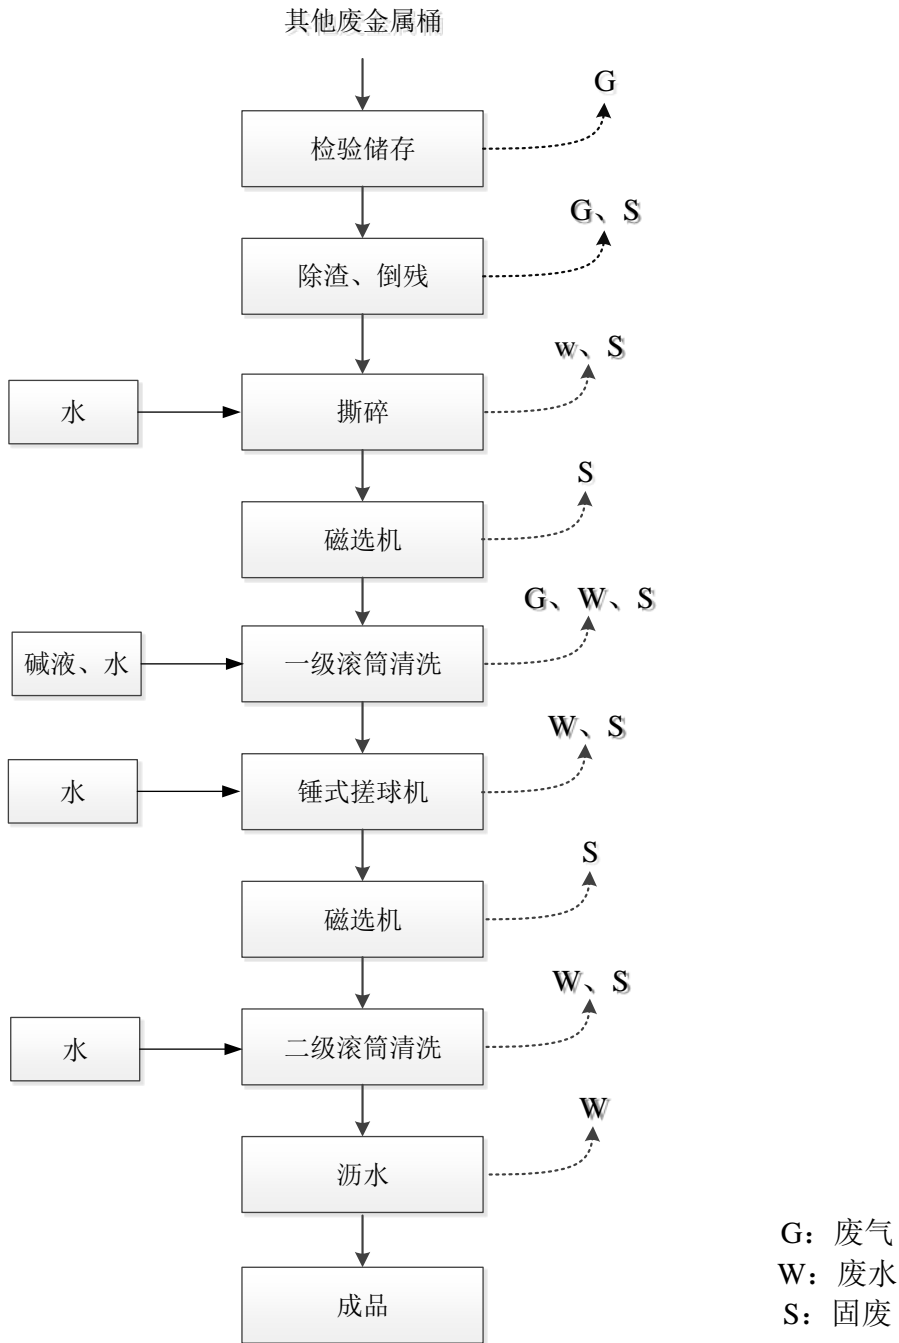 其他废金属桶
G
检验储存
G、S
除渣、倒残
w、S
水
撕碎
S
磁选机
G、W、S
碱液、水
一级滚筒清洗
W、S
水
锤式搓球机
S
磁选机
W、S
水
二级滚筒清洗
W
沥水
G：废气
W：废水
S：固废
成品